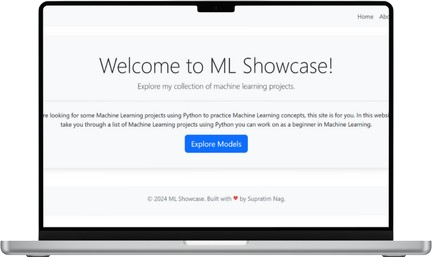 Home Abo
Welcome to ML Showcase!
Explore my collection of machine learning projects.
re looking for some Machine Learning projects using Python to practice Machine Learning concepts, this site is for you. In this websi
take you through a list of Machine Learning projects using Python you can work on as a beginner in Machine Learning.
Explore Models
© 2024 ML Showcase. Built with ❤ by Supratim Nag.